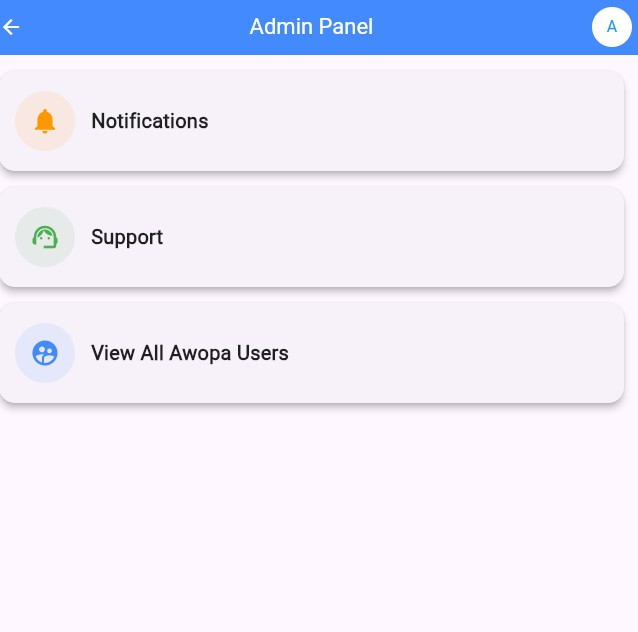 Admin Panel
A
Notifications
Support
View All Awopa Users